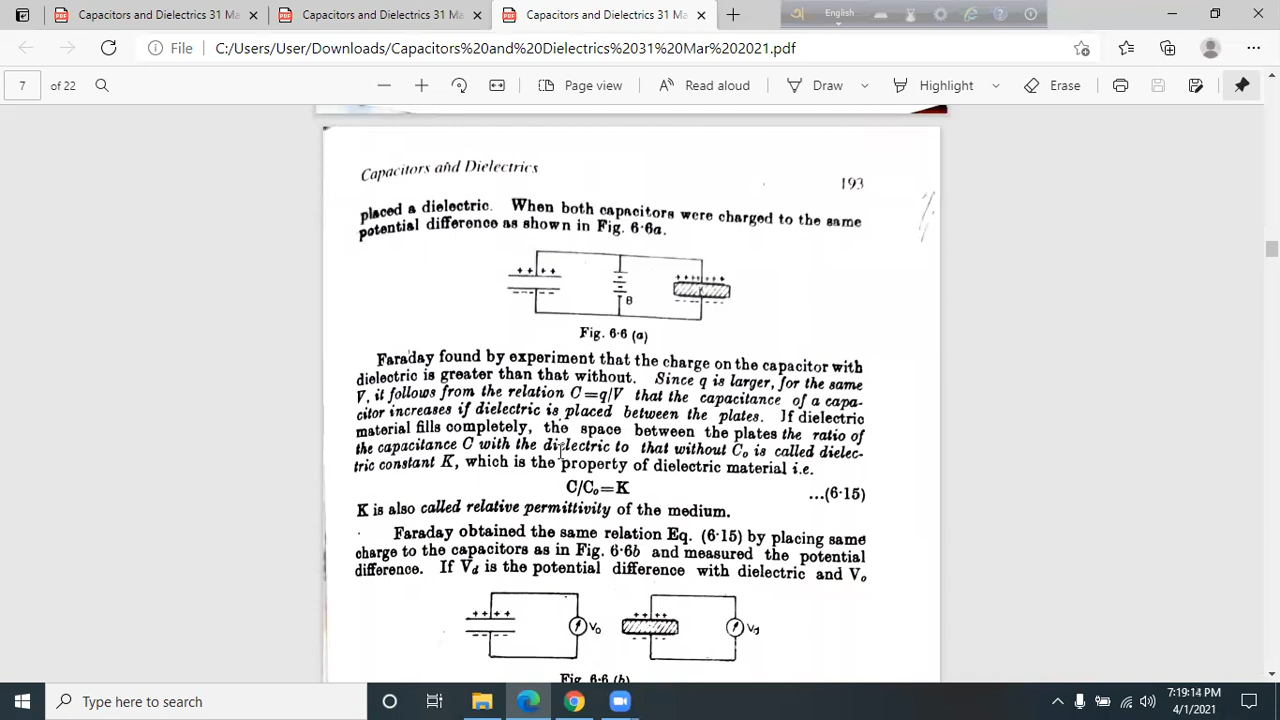 Capacitors and Dielectrics 31 Ma
Capacitors and Dielectrics 31 Ma
Capacitors and Dielectrics 31 Ma
English
File
C:/Users/User/Downloads/Capacitors%20and%20Dielectrics%2031%20Mar%202021.pdf
7 of 22
Page view
Read aloud
Draw
Highlight
Erase
Capacitors and Dielectrics
193
placed a dielectric. When both capacitors were charged to the same
potential difference as shown in Fig. 6·6a.
B
Fig. 6·6 (a)
Faraday found by experiment that the charge on the capacitor with
dielectric is greater than that without. Since q is larger, for the same
V, it follows from the relation C=q/V that the capacitance of a capa-
citor increases if dielectric is placed between the plates. If dielectric
material fills completely, the space between the plates the ratio of
the capacitance C with the dielectric to that without C₀ is called dielec-
tric constant K, which is the property of dielectric material i.e.
C/C₀=K ...(6·15)
K is also called relative permittivity of the medium.
Faraday obtained the same relation Eq. (6·15) by placing same
charge to the capacitors as in Fig. 6·6b and measured the potential
difference. If Vd is the potential difference with dielectric and V₀
V₀
Vd
Fig. 6·6 (b)
Type here to search
7:19:14 PM
4/1/2021